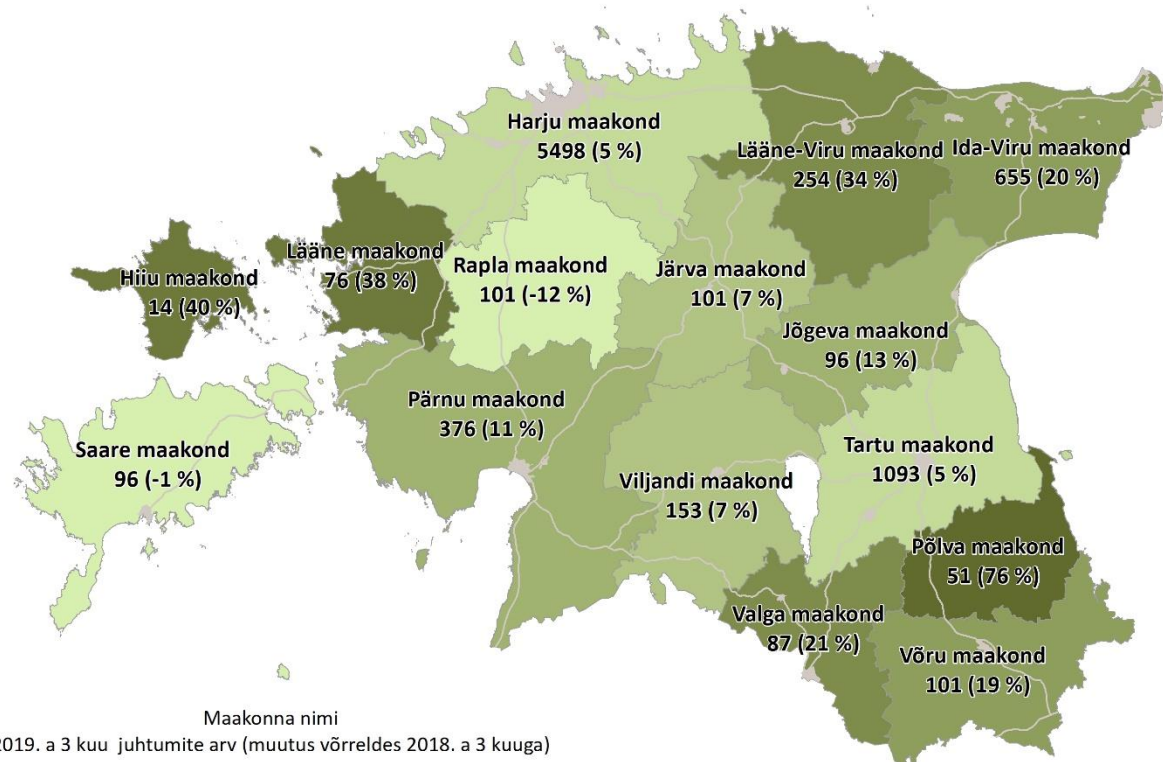 Harju maakond
5498 (5 %)
Lääne-Viru maakond
254 (34 %)
Ida-Viru maakond
655 (20 %)
Hiiu maakond
14 (40 %)
Lääne maakond
76 (38 %)
Rapla maakond
101 (-12 %)
Järva maakond
101 (7 %)
Jõgeva maakond
96 (13 %)
Saare maakond
96 (-1 %)
Pärnu maakond
376 (11 %)
Viljandi maakond
153 (7 %)
Tartu maakond
1093 (5 %)
Põlva maakond
51 (76 %)
Valga maakond
87 (21 %)
Võru maakond
101 (19 %)
Maakonna nimi
2019. a 3 kuu juhtumite arv (muutus võrreldes 2018. a 3 kuuga)